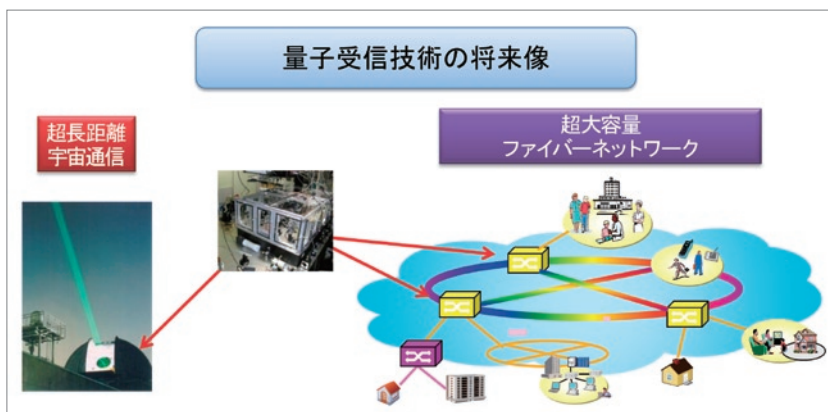 量子受信技術の将来像
超長距離
宇宙通信
超大容量
ファイバーネットワーク